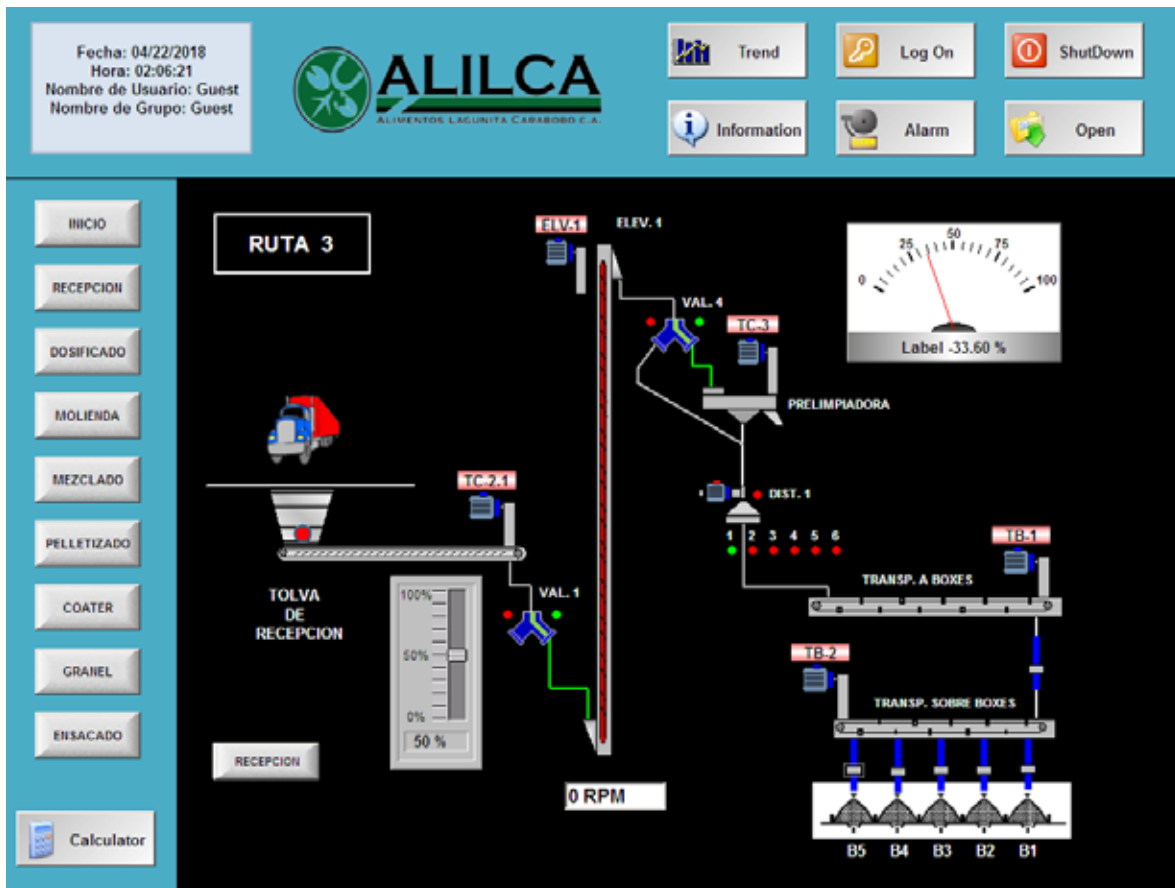 Fecha: 04/22/2018
Hora: 02:06:21
Nombre de Usuario: Guest
Nombre de Grupo: Guest
ALILCA
ALIMENTOS LAGUNITA CARABOBO C.A.
Trend
Log On
ShutDown
Information
Alarm
Open
INICIO
RECEPCION
DOSIFICADO
MOLIENDA
MEZCLADO
PELLETIZADO
COATER
GRANEL
ENSACADO
Calculator
RUTA 3
ELV-1
ELEV. 1
VAL. 4
TC-3
PRELIMPIADORA
0 25 50 75 100
Label -33.60 %
TC-2.1
DIST. 1
1 2 3 4 5 6
TB-1
TRANSP. A BOXES
TOLVA
DE
RECEPCION
100%
50%
0%
50 %
VAL. 1
TB-2
TRANSP. SOBRE BOXES
RECEPCION
0 RPM
B5 B4 B3 B2 B1